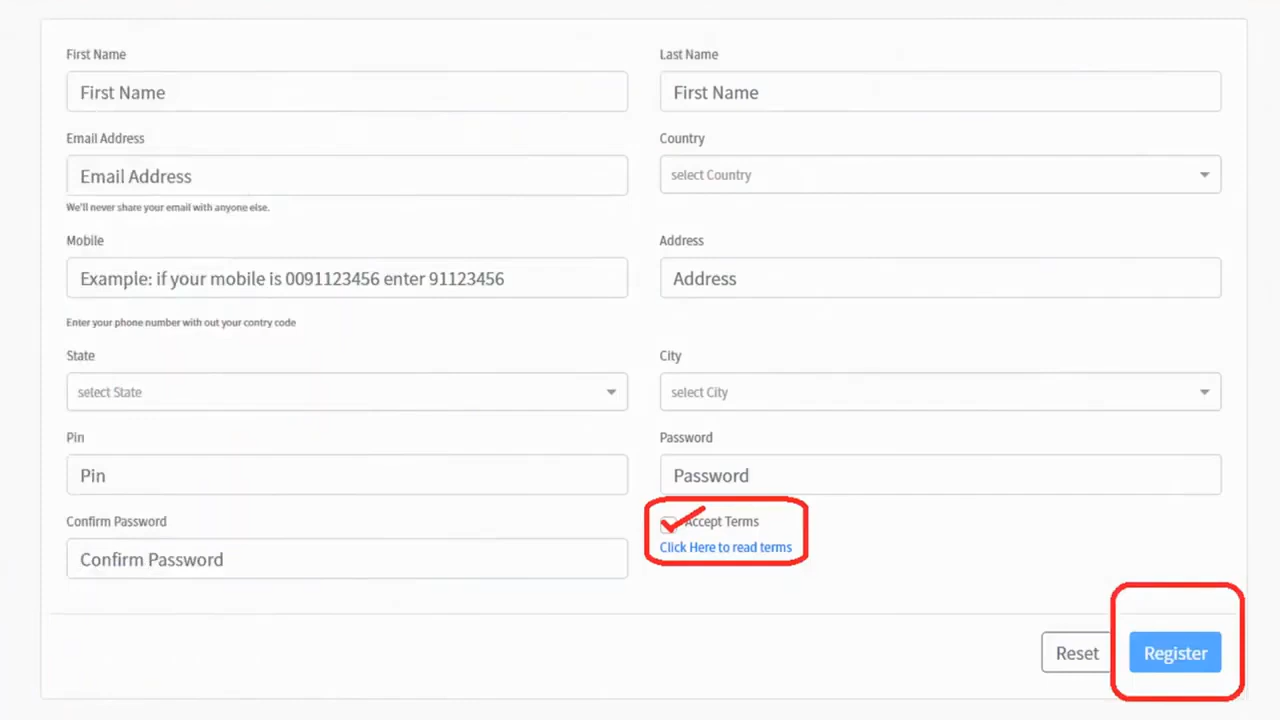 First Name
Last Name
First Name
First Name
Email Address
Country
Email Address
select Country
We'll never share your email with anyone else.
Mobile
Address
Example: if your mobile is 0091123456 enter 91123456
Address
Enter your phone number with out your contry code
State
City
select State
select City
Pin
Password
Pin
Password
Confirm Password
Accept Terms
Click Here to read terms
Confirm Password
Reset
Register